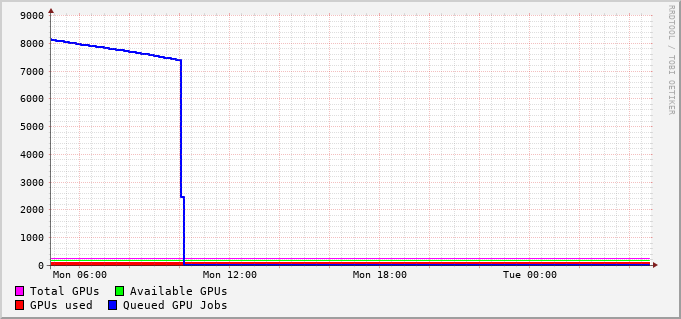 9000
8000
7000
6000
5000
4000
3000
2000
1000
0
Mon 06:00 Mon 12:00 Mon 18:00 Tue 00:00
Total GPUs Available GPUs
GPUs used Queued GPU Jobs
RRDTOOL / TOBI OETIKER